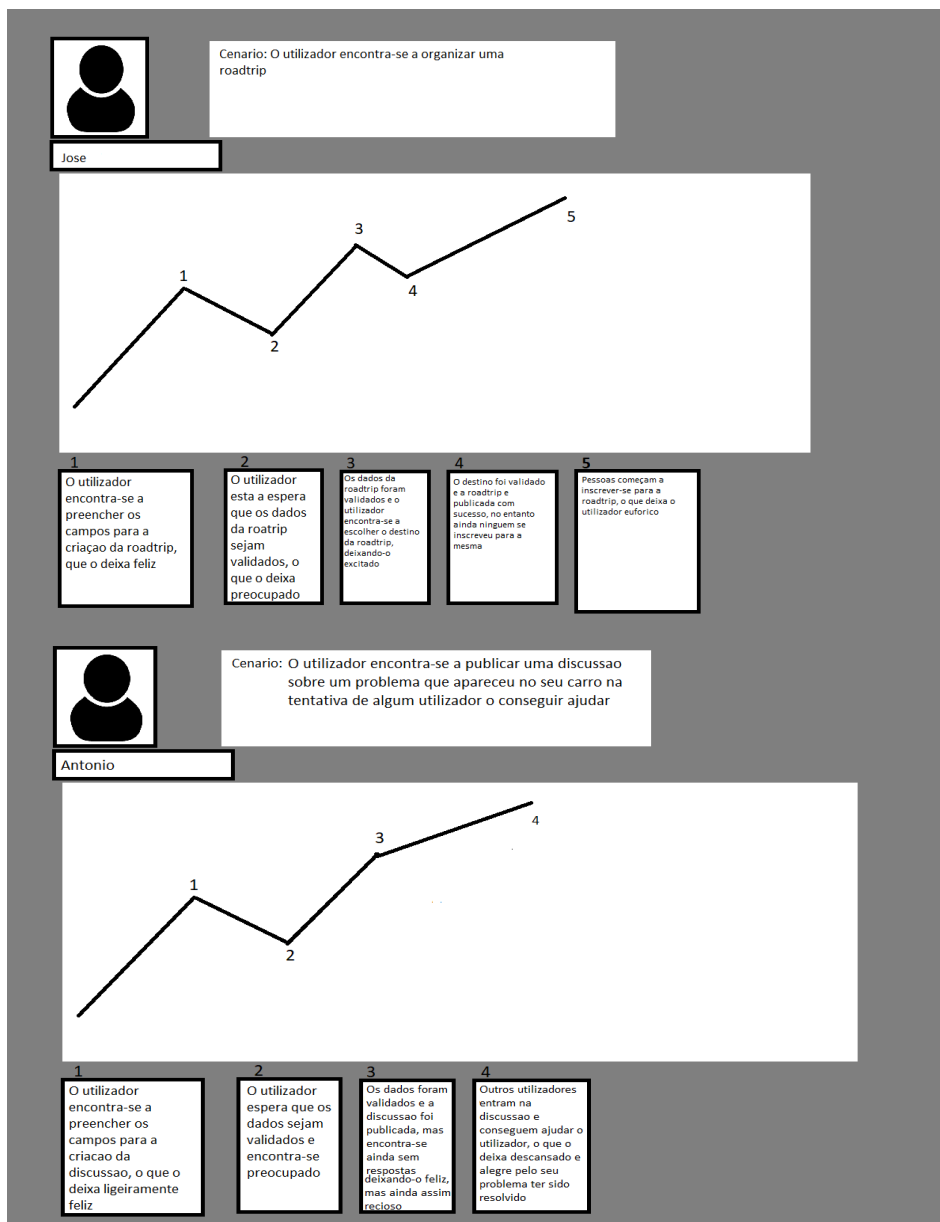 Cenario: O utilizador encontra-se a organizar uma
roadtrip
Jose
1
2
3
4
5
1
O utilizador
encontra-se a
preencher os
campos para a
criaçao da roadtrip,
que o deixa feliz
2
O utilizador
esta a espera
que os dados
da roatrip
sejam
validados, o
que o deixa
preocupado
3
Os dados da
roadtrip foram
validados e o
utilizador
encontra-se a
escolher o destino
da roadtrip,
deixando-o
excitado
4
O destino foi validado
e a roadtrip e
publicada com
sucesso, no entanto
ainda ninguem se
inscreveu para a
mesma
5
Pessoas começam a
inscrever-se para a
roadtrip, o que deixa o
utilizador euforico
Cenario: O utilizador encontra-se a publicar uma discussao
sobre um problema que apareceu no seu carro na
tentativa de algum utilizador o conseguir ajudar
Antonio
1
2
3
4
1
O utilizador
encontra-se a
preencher os
campos para a
criacao da
discussao, o que o
deixa ligeiramente
feliz
2
O utilizador
espera que os
dados sejam
validados e
encontra-se
preocupado
3
Os dados foram
validados e a
discussao foi
publicada, mas
encontra-se
ainda sem
respostas
deixando-o feliz,
mas ainda assim
recioso
4
Outros utilizadores
entram na
discussao e
conseguem ajudar o
utilizador, o que o
deixa descansado e
alegre pelo seu
problema ter sido
resolvido